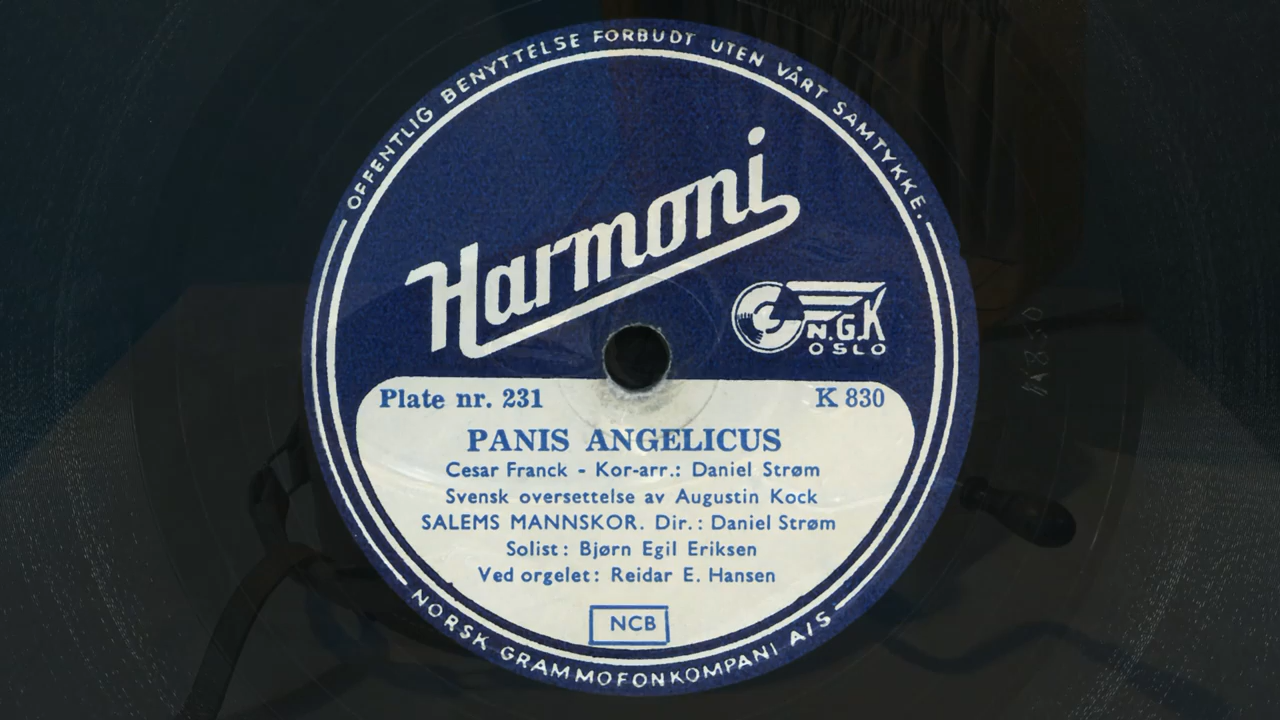 OFFENTLIG BENYTTELSE FORBUDT UTEN VÅRT SAMTYKKE.
Harmoni
N.G.K
OSLO
Plate nr. 231
K 830
PANIS ANGELICUS
Cesar Franck - Kor-arr.: Daniel Strøm
Svensk oversettelse av Augustin Kock
SALEMS MANNSKOR. Dir.: Daniel Strøm
Solist: Bjørn Egil Eriksen
Ved orgelet: Reidar E. Hansen
NCB
NORSK GRAMMOFONKOMPANI A/S